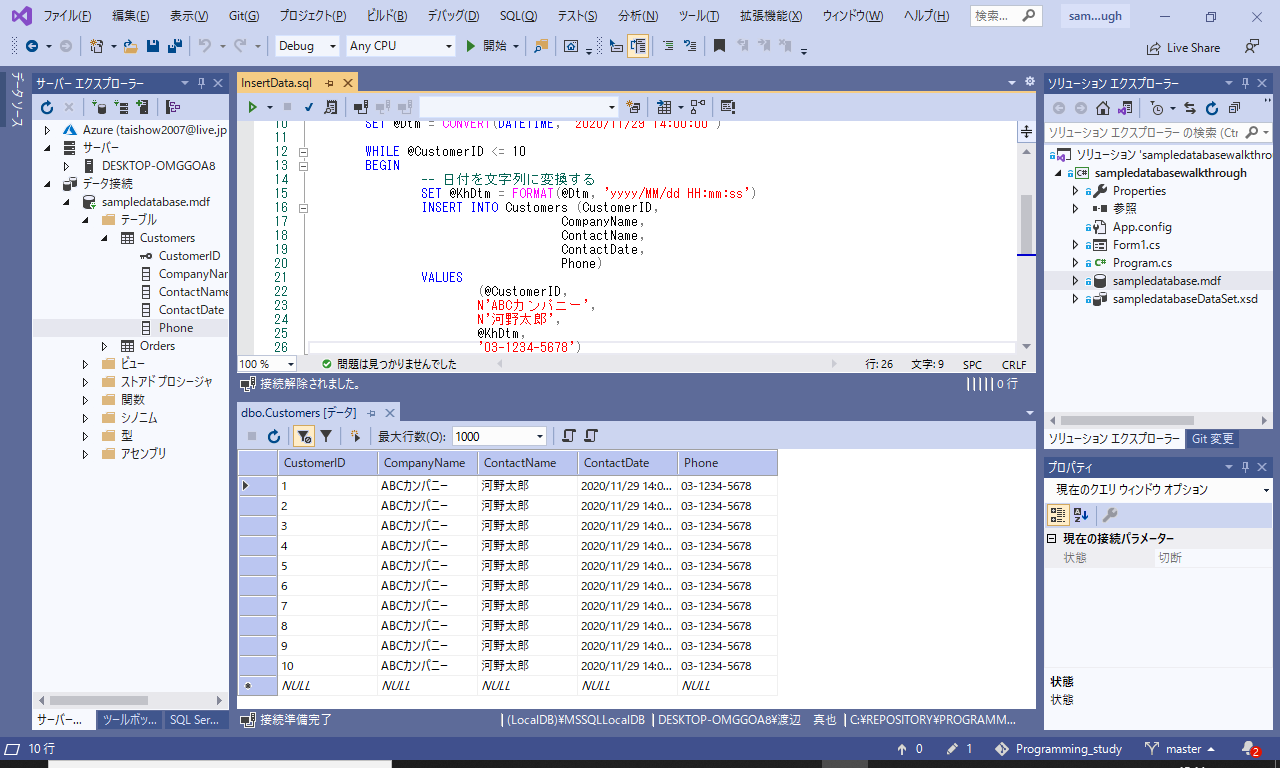 ファイル(F) 編集(E) 表示(V) Git(G) プロジェクト(P) ビルド(B) デバッグ(D) SQL(Q) テスト(S) 分析(N) ツール(T) 拡張機能(X) ウィンドウ(W) ヘルプ(H) 検索... sam...ugh
Debug Any CPU 開始 Live Share
データ ソース
サーバー エクスプローラー
Azure (taishow2007@live.jp
サーバー
DESKTOP-OMGGOA8
データ接続
sampledatabase.mdf
テーブル
Customers
CustomerID
CompanyNar
ContactName
ContactDate
Phone
Orders
ビュー
ストアド プロシージャ
関数
シノニム
型
アセンブリ
サーバー... ツールボッ... SQL Ser...
InsertData.sql
10 SET @Dtm = CONVERT(DATETIME, '2020/11/29 14:00:00')
11
12 WHILE @CustomerID <= 10
13 BEGIN
14 -- 日付を文字列に変換する
15 SET @KhDtm = FORMAT(@Dtm, 'yyyy/MM/dd HH:mm:ss')
16 INSERT INTO Customers (CustomerID,
17 CompanyName,
18 ContactName,
19 ContactDate,
20 Phone)
21 VALUES
22 (@CustomerID,
23 N'ABCカンパニー',
24 N'河野太郎',
25 @KhDtm,
26 '03-1234-5678')
100 % 問題は見つかりませんでした 行: 26 文字: 9 SPC CRLF
接続解除されました。 0 行
dbo.Customers [データ]
最大行数(O): 1000
CustomerID CompanyName ContactName ContactDate Phone
1 ABCカンパニー 河野太郎 2020/11/29 14:0... 03-1234-5678
2 ABCカンパニー 河野太郎 2020/11/29 14:0... 03-1234-5678
3 ABCカンパニー 河野太郎 2020/11/29 14:0... 03-1234-5678
4 ABCカンパニー 河野太郎 2020/11/29 14:0... 03-1234-5678
5 ABCカンパニー 河野太郎 2020/11/29 14:0... 03-1234-5678
6 ABCカンパニー 河野太郎 2020/11/29 14:0... 03-1234-5678
7 ABCカンパニー 河野太郎 2020/11/29 14:0... 03-1234-5678
8 ABCカンパニー 河野太郎 2020/11/29 14:0... 03-1234-5678
9 ABCカンパニー 河野太郎 2020/11/29 14:0... 03-1234-5678
10 ABCカンパニー 河野太郎 2020/11/29 14:0... 03-1234-5678
NULL NULL NULL NULL NULL
接続準備完了 (LocalDB)¥MSSQLLocalDB DESKTOP-OMGGOA8¥渡辺 真也 C:¥REPOSITORY¥PROGRAMM...
ソリューション エクスプローラー
ソリューション エクスプローラー の検索 (Ctr
ソリューション 'sampledatabasewalkthro
sampledatabasewalkthrough
Properties
参照
App.config
Form1.cs
Program.cs
sampledatabase.mdf
sampledatabaseDataSet.xsd
ソリューション エクスプローラー Git 変更
プロパティ
現在のクエリ ウィンドウ オプション
現在の接続パラメーター
状態 切断
状態
状態
10 行 0 1 Programming_study master 2